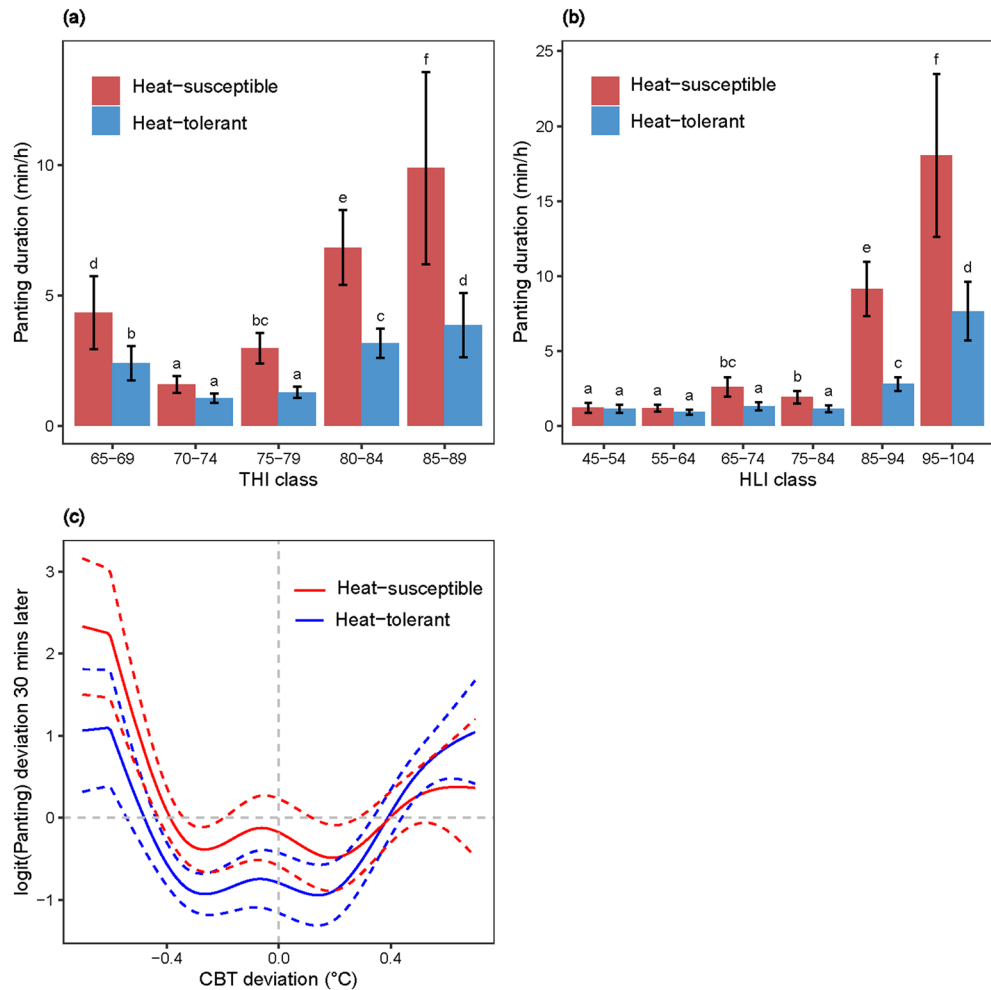 (a)
Heat−susceptible
Heat−tolerant
Panting duration (min/h)
10
5
0
d
b
a
a
bc
a
e
c
f
d
65−69
70−74
75−79
80−84
85−89
THI class
(b)
Heat−susceptible
Heat−tolerant
Panting duration (min/h)
25
20
15
10
5
0
a
a
a
a
bc
a
b
a
e
c
f
d
45−54
55−64
65−74
75−84
85−94
95−104
HLI class
(c)
Heat−susceptible
Heat−tolerant
logit(Panting) deviation 30 mins later
3
2
1
0
−1
−0.4
0.0
0.4
CBT deviation (°C)